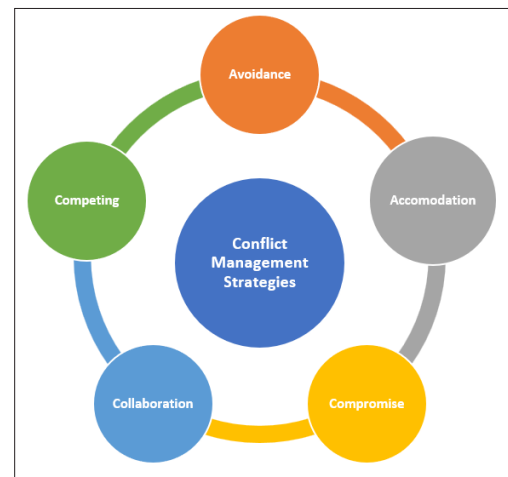 Avoidance
Accomodation
Compromise
Collaboration
Competing
Conflict
Management
Strategies